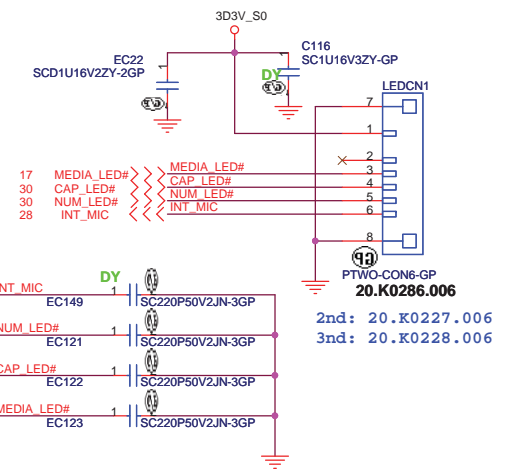 3D3V_S0
EC22
SCD1U16V2ZY-2GP
C116
SC1U16V3ZY-GP
DY
LEDCN1
7
1
2
3
4
5
6
8
17 MEDIA_LED# MEDIA_LED#
30 CAP_LED# CAP_LED#
30 NUM_LED# NUM_LED#
28 INT_MIC INT_MIC
PTWO-CON6-GP
20.K0286.006
2nd: 20.K0227.006
3rd: 20.K0228.006
DY
NT_MIC 1
EC149 SC220P50V2JN-3GP
NUM_LED# 1
EC121 SC220P50V2JN-3GP
CAP_LED# 1
EC122 SC220P50V2JN-3GP
MEDIA_LED# 1
EC123 SC220P50V2JN-3GP